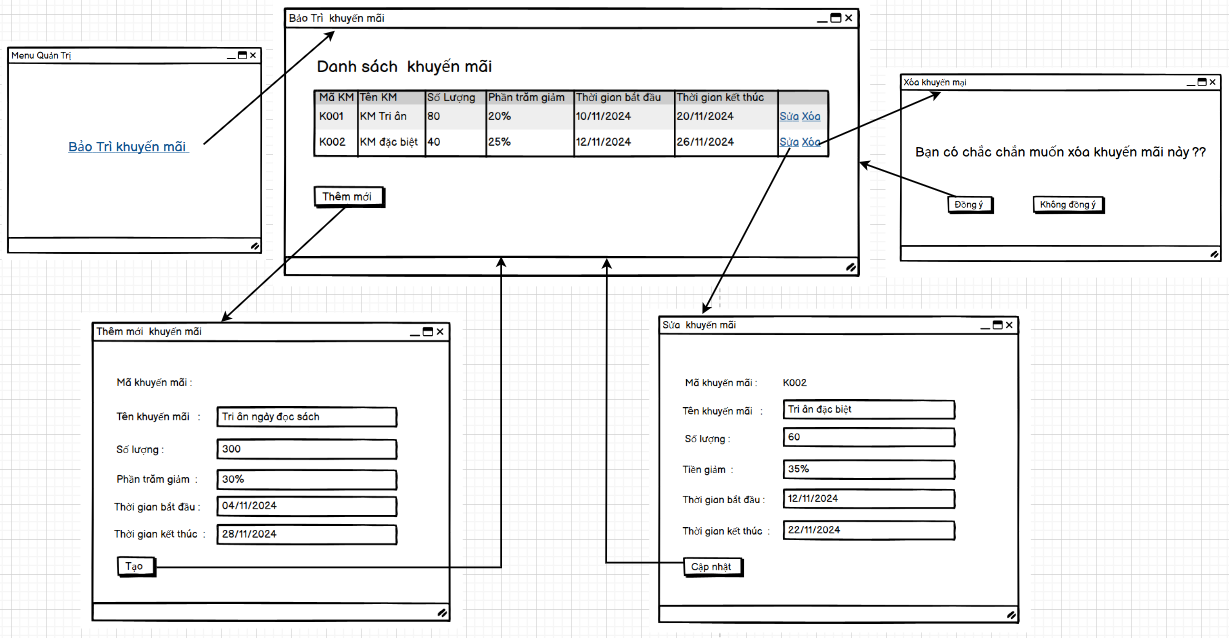 Menu Quản Trị
Bảo Trì khuyến mãi
Bảo Trì khuyến mãi
Danh sách khuyến mãi
Mã KM Tên KM Số Lượng Phần trăm giảm Thời gian bắt đầu Thời gian kết thúc
K001 KM Tri ân 80 20% 10/11/2024 20/11/2024 Sửa Xóa
K002 KM đặc biệt 40 25% 12/11/2024 26/11/2024 Sửa Xóa
Thêm mới
Xóa khuyến mại
Bạn có chắc chắn muốn xóa khuyến mãi này ??
Đồng ý Không đồng ý
Thêm mới khuyến mãi
Mã khuyến mãi :
Tên khuyến mãi : Tri ân ngày đọc sách
Số lượng : 300
Phần trăm giảm : 30%
Thời gian bắt đầu : 04/11/2024
Thời gian kết thúc : 28/11/2024
Tạo
Sửa khuyến mãi
Mã khuyến mãi : K002
Tên khuyến mãi : Tri ân đặc biệt
Số lượng : 60
Tiền giảm : 35%
Thời gian bắt đầu : 12/11/2024
Thời gian kết thúc : 22/11/2024
Cập nhật